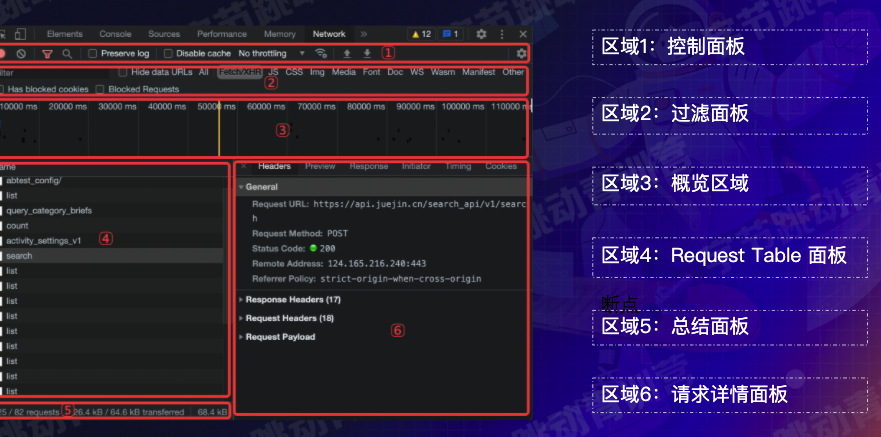 Elements Console Sources Performance Memory Network » 12 1
Preserve log Disable cache No throttling 1
Hide data URLs All Fetch/XHR JS CSS Img Media Font Doc WS Wasm Manifest Other
2
Has blocked cookies Blocked Requests
10000 ms 20000 ms 30000 ms 40000 ms 50000 ms 60000 ms 70000 ms 80000 ms 90000 ms 100000 ms 110000 ms
3
abtest_config/
list
query_category_briefs
count
activity_settings_v1 4
search
list
list
list
list
list
list
list
list
list
5
82 requests 26.4 kB / 64.6 kB transferred 68.4 kB
× Headers Preview Response Initiator Timing Cookies
General
Request URL: https://api.juejin.cn/search_api/v1/searc
h
Request Method: POST
Status Code: 200
Remote Address: 124.165.216.240:443
Referrer Policy: strict-origin-when-cross-origin
Response Headers (17)
Request Headers (18)
6
Request Payload
区域1：控制面板
区域2：过滤面板
区域3：概览区域
区域4：Request Table 面板
断点
区域5：总结面板
区域6：请求详情面板